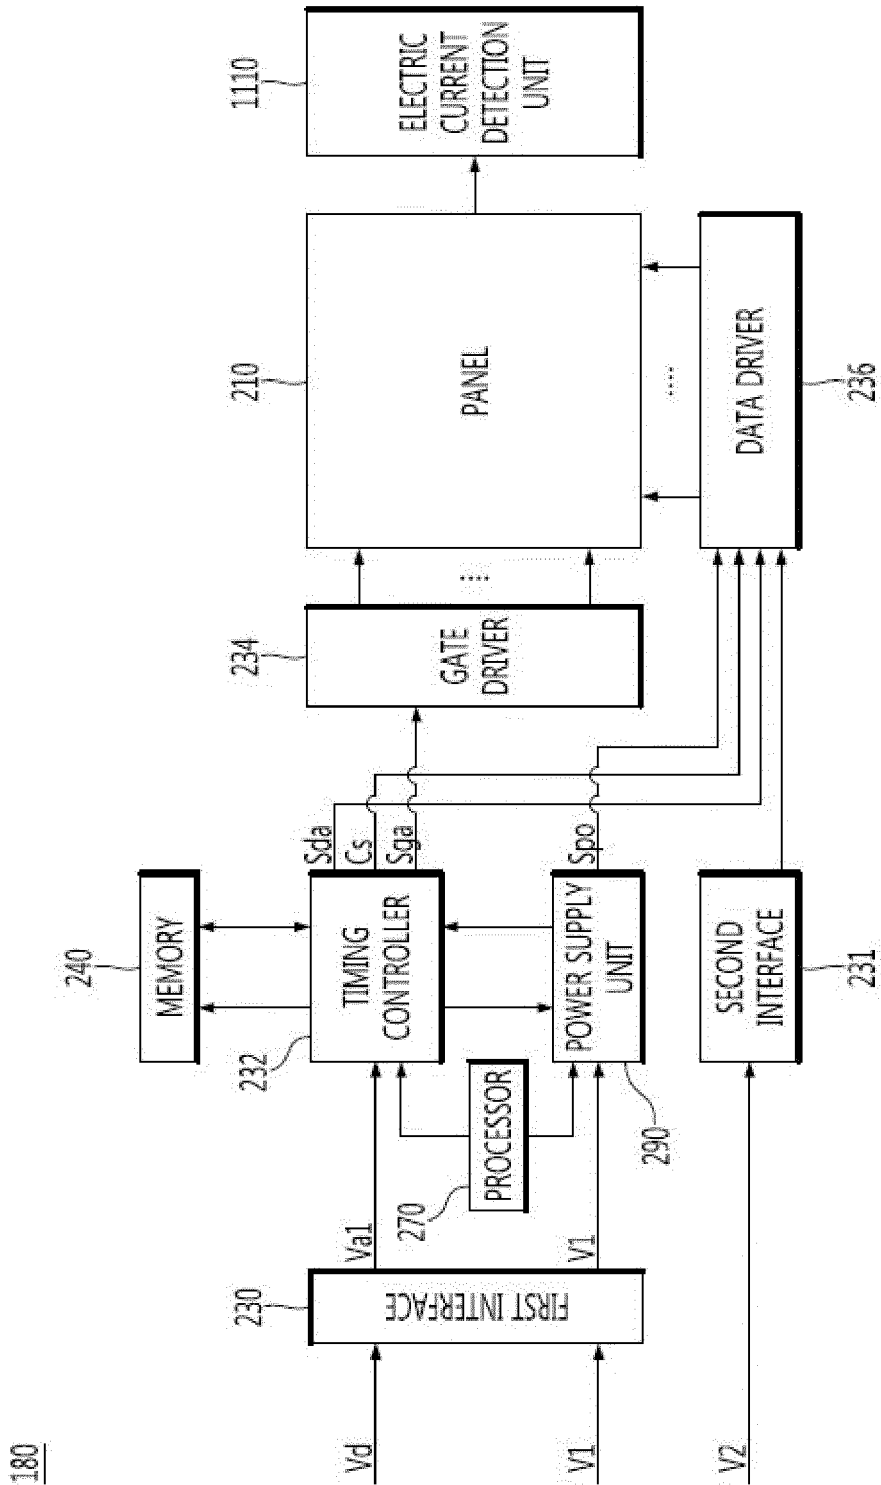 180
Vd
V1
V2
230
FIRST INTERFACE
Va1
V1
270
PROCESSOR
240
MEMORY
232
TIMING
CONTROLLER
POWER SUPPLY
UNIT
290
SECOND
INTERFACE
231
Sda
Cs
Sga
Spo
234
GATE
DRIVER
....
210
PANEL
....
DATA DRIVER
236
1110
ELECTRIC
CURRENT
DETECTION
UNIT